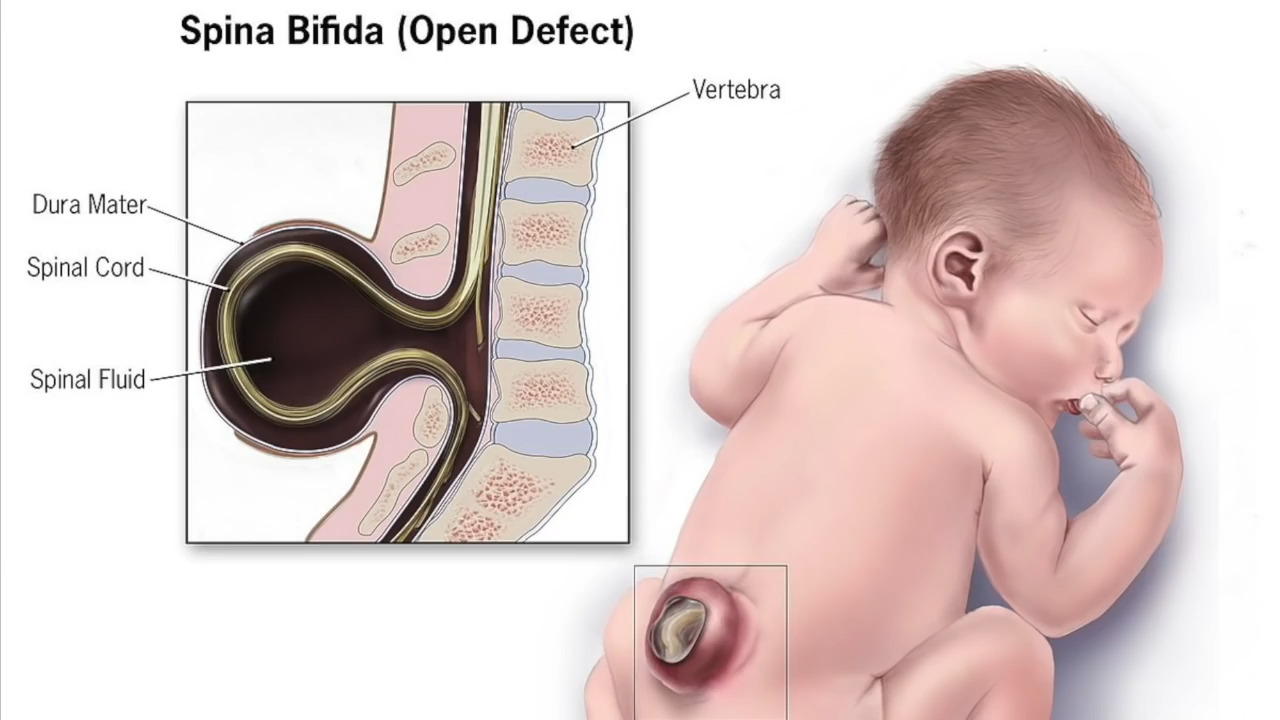 Spina Bifida (Open Defect)
Vertebra
Dura Mater
Spinal Cord
Spinal Fluid